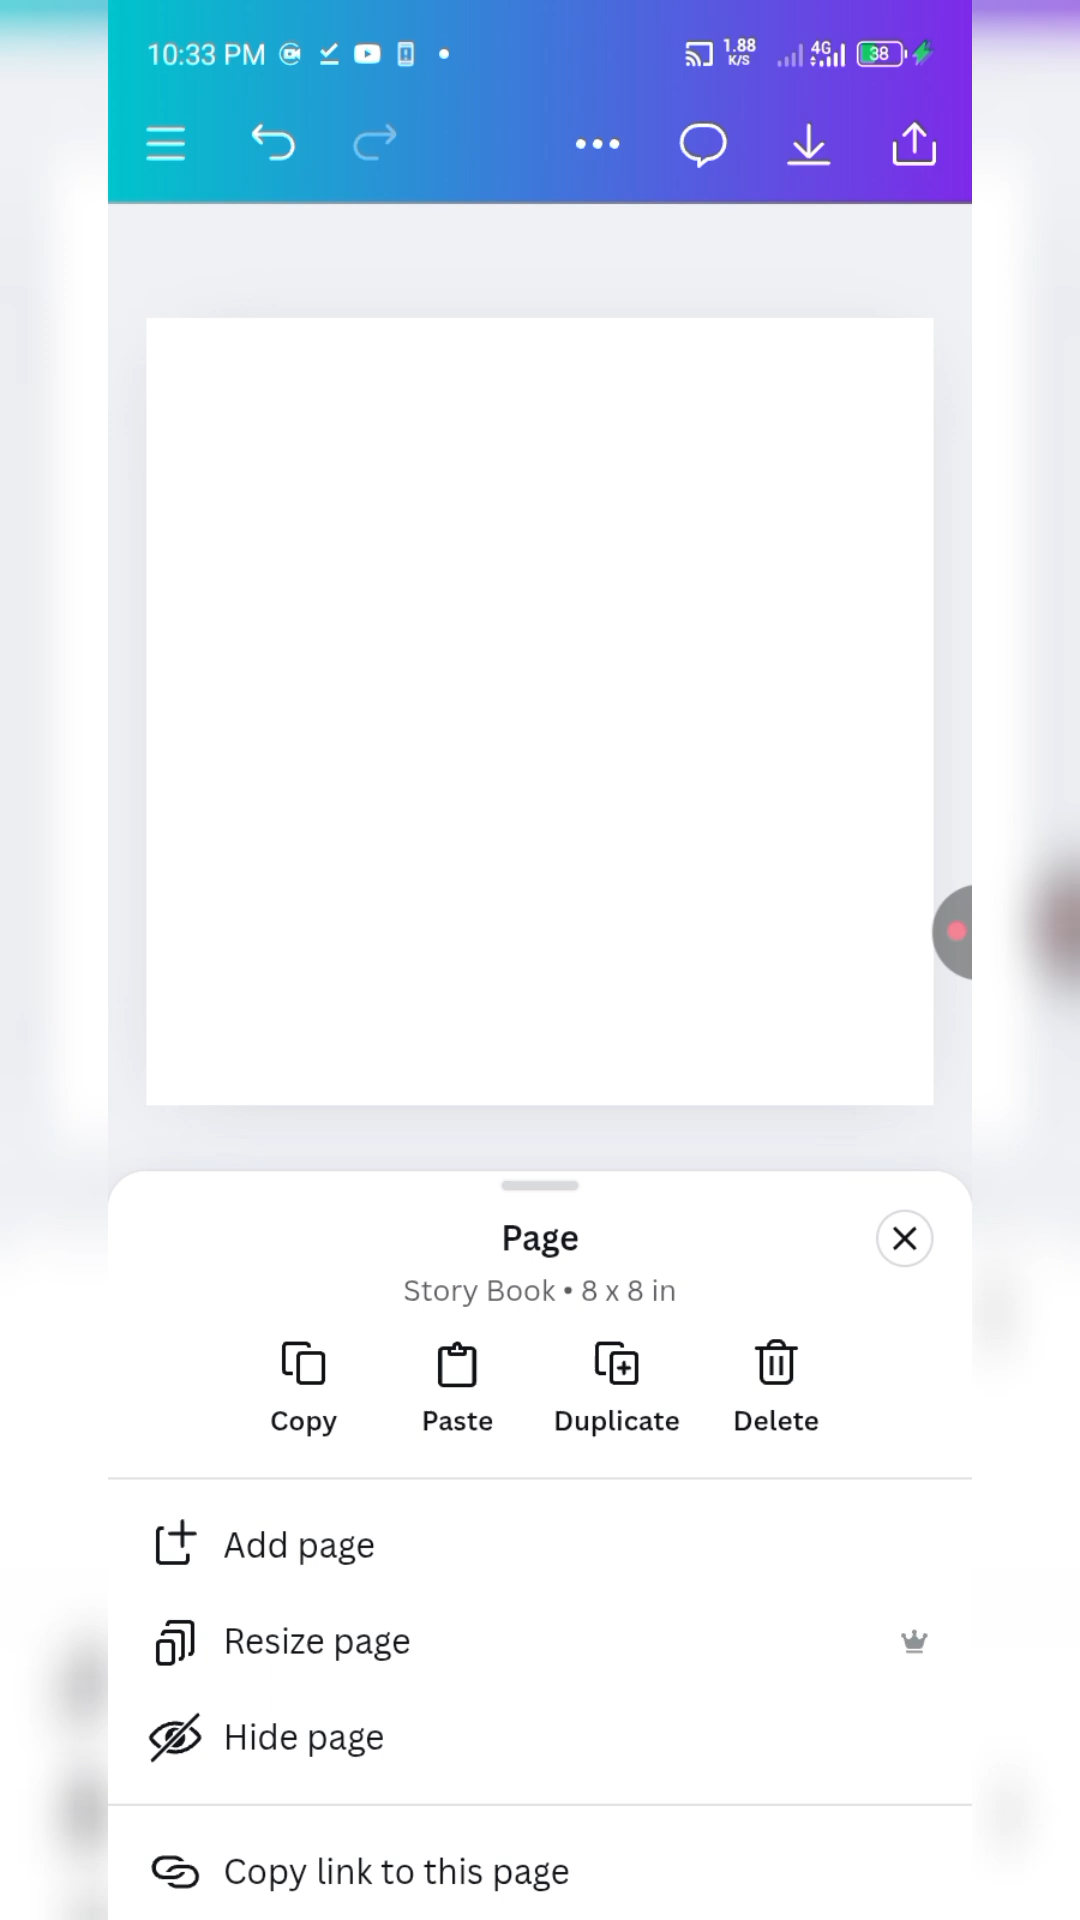 10:33 PM 1.88 K/S 4G 38
Page
Story Book • 8 x 8 in
Copy Paste Duplicate Delete
Add page
Resize page
Hide page
Copy link to this page